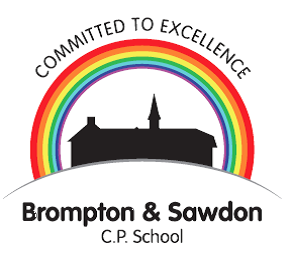 COMMITTED TO EXCELLENCE
Brompton & Sawdon
C.P. School